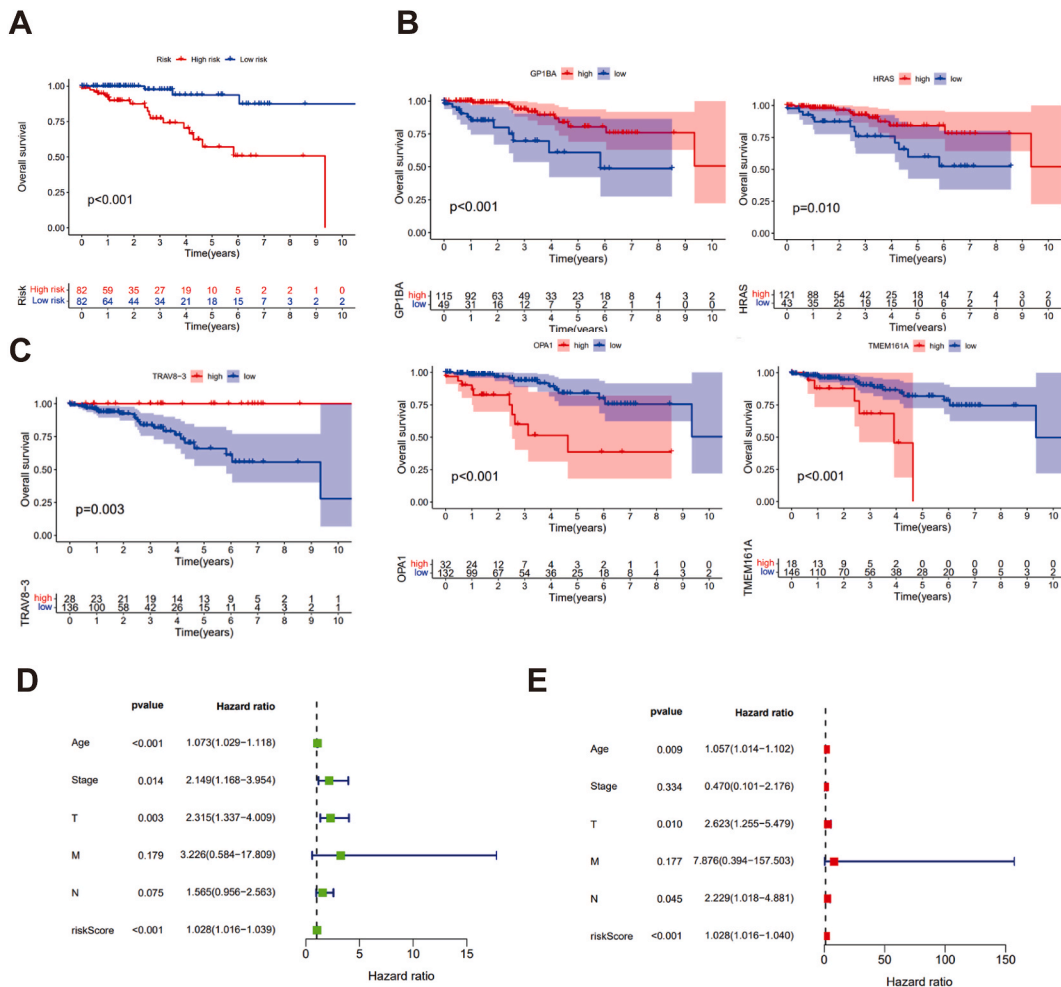 A
Risk High risk Low risk
1.00
0.75
0.50
0.25
0.00
Overall survival
p<0.001
0 1 2 3 4 5 6 7 8 9 10
Time(years)
Risk
High risk 82 59 35 27 19 10 5 2 2 1 0
Low risk 82 64 44 34 21 18 15 7 3 2 2
0 1 2 3 4 5 6 7 8 9 10
Time(years)
B
GP1BA high low
1.00
0.75
0.50
0.25
0.00
Overall survival
p<0.001
0 1 2 3 4 5 6 7 8 9 10
Time(years)
GP1BA
high 115 92 63 49 33 23 18 8 4 3 2
low 49 31 16 12 7 5 2 1 1 0 0
0 1 2 3 4 5 6 7 8 9 10
Time(years)
HRAS high low
1.00
0.75
0.50
0.25
0.00
Overall survival
p=0.010
0 1 2 3 4 5 6 7 8 9 10
Time(years)
HRAS
high 121 88 54 42 25 18 14 7 4 3 2
low 43 35 25 19 15 10 6 2 1 0 0
0 1 2 3 4 5 6 7 8 9 10
Time(years)
C
TRAV8-3 high low
1.00
0.75
0.50
0.25
0.00
Overall survival
p=0.003
0 1 2 3 4 5 6 7 8 9 10
Time(years)
TRAV8-3
high 28 23 21 19 14 13 9 5 2 1 1
low 136 100 58 42 26 15 11 4 3 2 1
0 1 2 3 4 5 6 7 8 9 10
Time(years)
OPA1 high low
1.00
0.75
0.50
0.25
0.00
Overall survival
p<0.001
0 1 2 3 4 5 6 7 8 9 10
Time(years)
OPA1
high 32 24 12 7 4 3 2 1 1 0 0
low 132 99 67 54 36 25 18 8 4 3 2
0 1 2 3 4 5 6 7 8 9 10
Time(years)
TMEM161A high low
1.00
0.75
0.50
0.25
0.00
Overall survival
p<0.001
0 1 2 3 4 5 6 7 8 9 10
Time(years)
TMEM161A
high 18 13 9 5 2 0 0 0 0 0 0
low 146 110 70 56 38 28 20 9 5 3 2
0 1 2 3 4 5 6 7 8 9 10
Time(years)
D
pvalue Hazard ratio
Age <0.001 1.073(1.029−1.118)
Stage 0.014 2.149(1.168−3.954)
T 0.003 2.315(1.337−4.009)
M 0.179 3.226(0.584−17.809)
N 0.075 1.565(0.956−2.563)
riskScore <0.001 1.028(1.016−1.039)
0 5 10 15
Hazard ratio
E
pvalue Hazard ratio
Age 0.009 1.057(1.014−1.102)
Stage 0.334 0.470(0.101−2.176)
T 0.010 2.623(1.255−5.479)
M 0.177 7.876(0.394−157.503)
N 0.045 2.229(1.018−4.881)
riskScore <0.001 1.028(1.016−1.040)
0 50 100 150
Hazard ratio